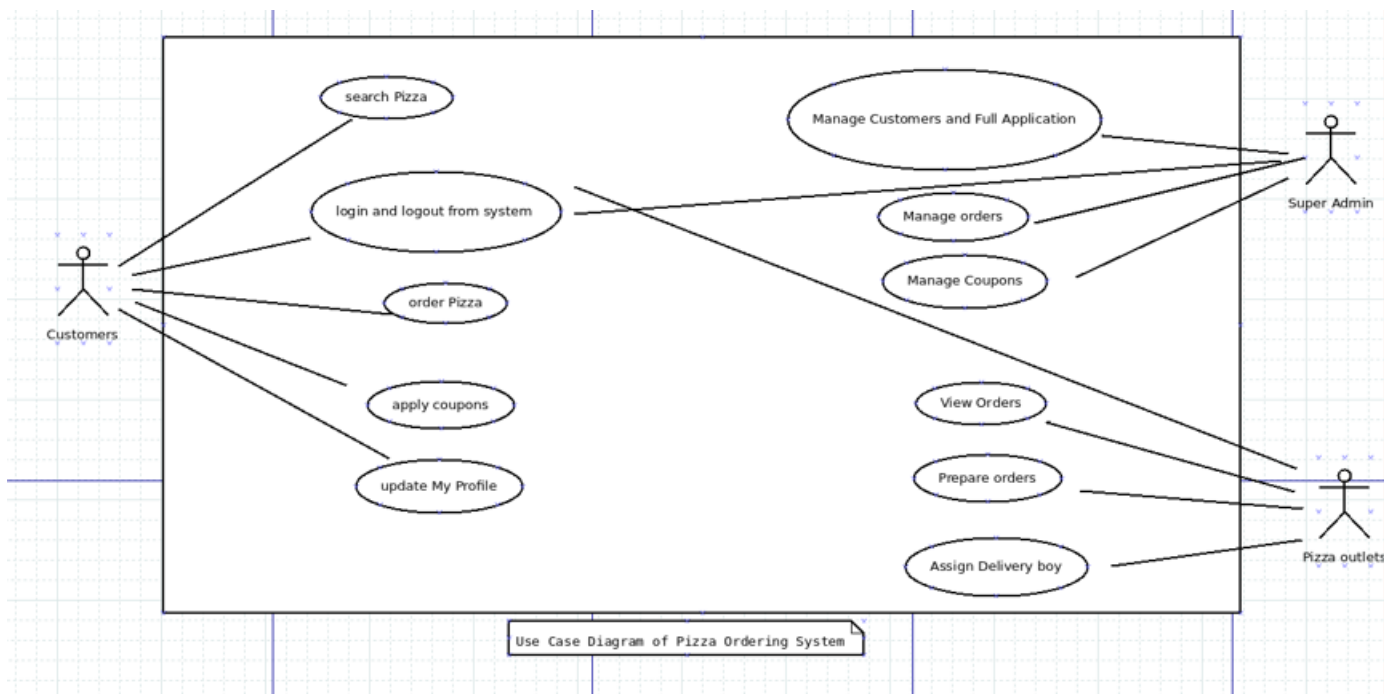 search Pizza
Manage Customers and Full Application
login and logout from system
Manage orders
Super Admin
order Pizza
Manage Coupons
Customers
apply coupons
View Orders
update My Profile
Prepare orders
Assign Delivery boy
Pizza outlets
Use Case Diagram of Pizza Ordering System